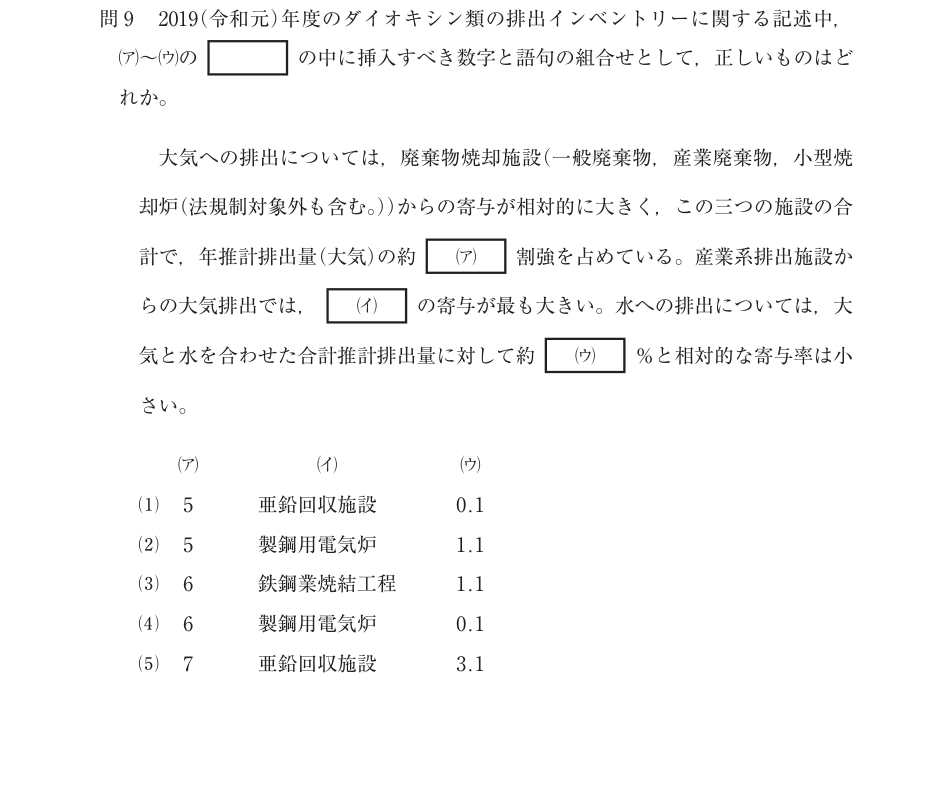 問9 2019(令和元)年度のダイオキシン類の排出インベントリーに関する記述中，
㋐～㋒の の中に挿入すべき数字と語句の組合せとして，正しいものはど
れか。
大気への排出については，廃棄物焼却施設(一般廃棄物，産業廃棄物，小型焼
却炉(法規制対象外も含む。))からの寄与が相対的に大きく，この三つの施設の合
計で，年推計排出量(大気)の約 (ア) 割強を占めている。産業系排出施設か
らの大気排出では， (イ) の寄与が最も大きい。水への排出については，大
気と水を合わせた合計推計排出量に対して約 (ウ) ％と相対的な寄与率は小
さい。
(ア) (イ) (ウ)
(1) 5 亜鉛回収施設 0.1
(2) 5 製鋼用電気炉 1.1
(3) 6 鉄鋼業焼結工程 1.1
(4) 6 製鋼用電気炉 0.1
(5) 7 亜鉛回収施設 3.1